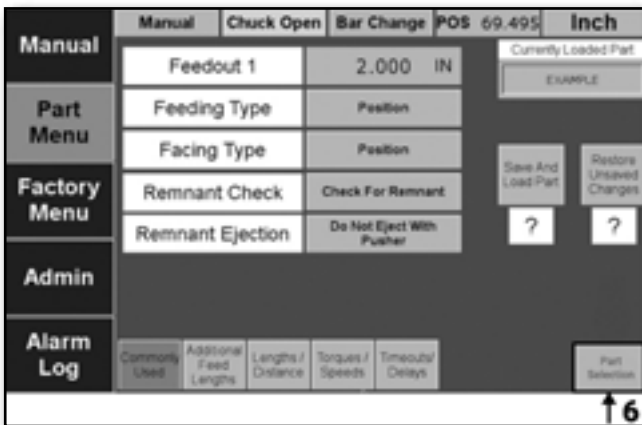 Manual
Part
Menu
Factory
Menu
Admin
Alarm
Log
Manual
Chuck Open
Bar Change
POS 69.495
Inch
Feedout 1
2.000 IN
Feeding Type
Position
Facing Type
Position
Remnant Check
Check For Remnant
Remnant Ejection
Do Not Eject With
Pusher
Currently Loaded Part
EXAMPLE
Save And
Load Part
?
Restore
Unsaved
Changes
?
Commonly
Used
Additional
Feed
Lengths
Lengths /
Distance
Torques /
Speeds
Timeouts/
Delays
Part
Selection
6